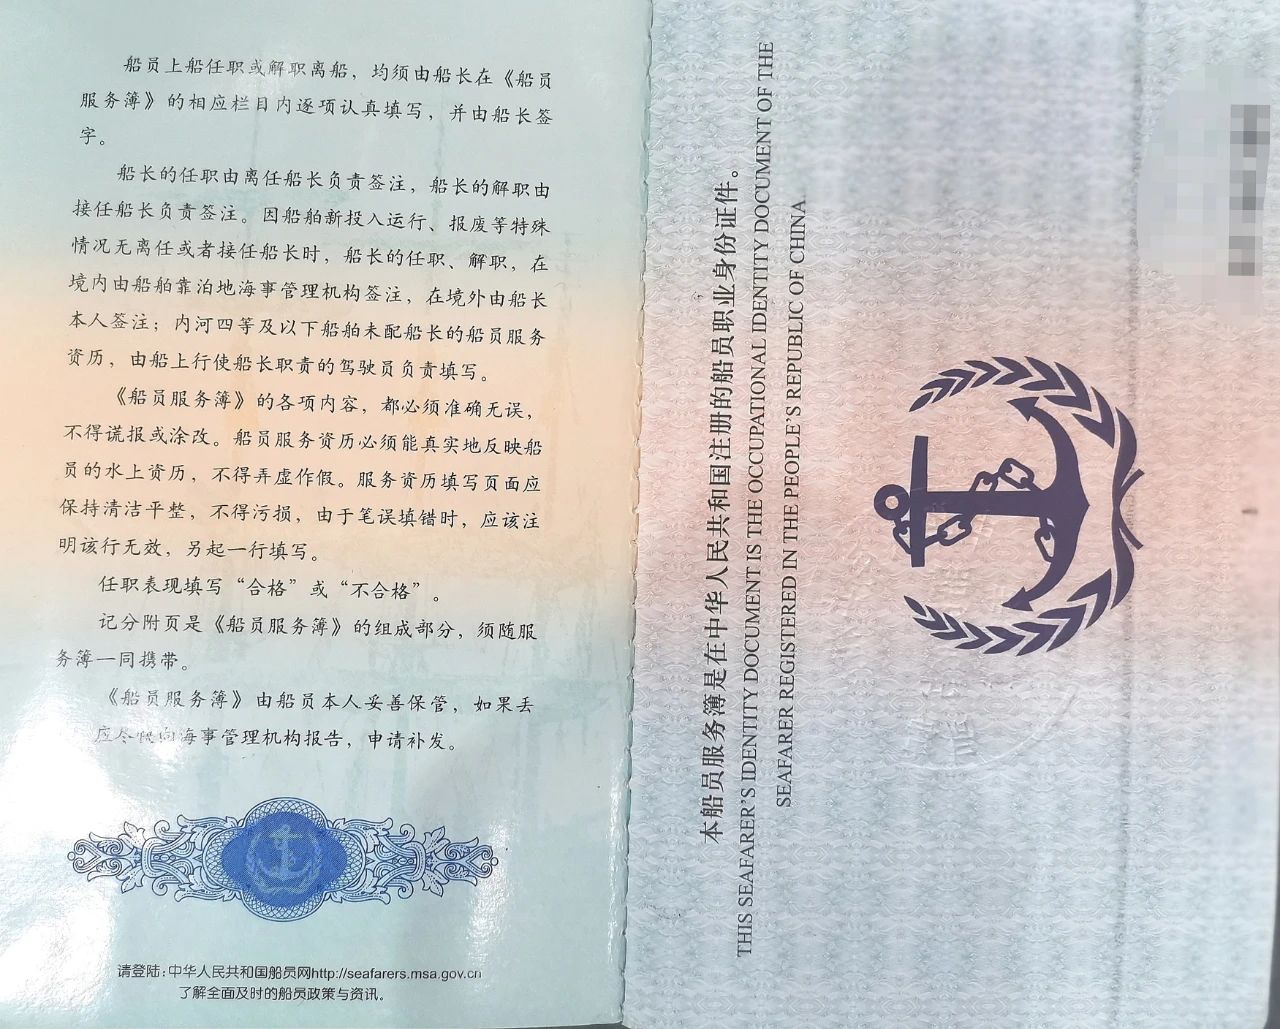 船员上船任职或解职离船，均须由船长在《船员
服务簿》的相应栏目内逐项认真填写，并由船长签
字。
船长的任职由离任船长负责签注，船长的解职由
接任船长负责签注。因船舶新投入运行、报废等特殊
情况无离任或者接任船长时，船长的任职、解职，在
境内由船舶靠泊地海事管理机构签注，在境外由船长
本人签注；内河四等及以下船舶未配船长的船员服务
资历，由船上行使船长职责的驾驶员负责填写。
《船员服务簿》的各项内容，都必须准确无误，
不得谎报或涂改。船员服务资历必须能真实地反映船
员的水上资历，不得弄虚作假。服务资历填写页面应
保持清洁平整，不得污损，由于笔误填错时，应该注
明该行无效，另起一行填写。
任职表现填写“合格”或“不合格”。
记分附页是《船员服务簿》的组成部分，须随服
务簿一同携带。
《船员服务簿》由船员本人妥善保管，如果丢
应尽快向海事管理机构报告，申请补发。
请登陆：中华人民共和国船员网http://seafarers.msa.gov.cn
了解全面及时的船员政策与资讯。
本船员服务簿是在中华人民共和国注册的船员职业身份证件。
THIS SEAFARER'S IDENTITY DOCUMENT IS THE OCCUPATIONAL IDENTITY DOCUMENT OF THE
SEAFARER REGISTERED IN THE PEOPLE'S REPUBLIC OF CHINA